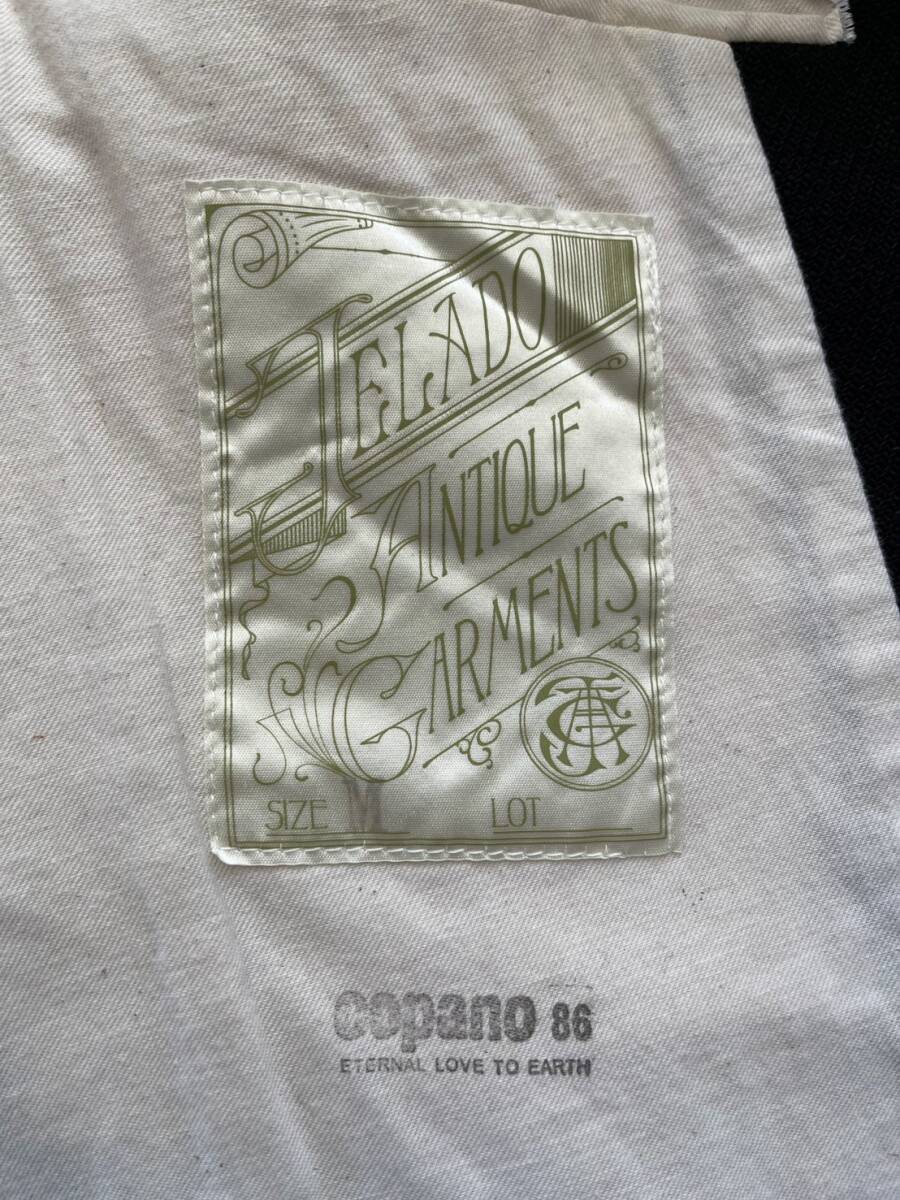 JELADO
ANTIQUE
GARMENTS
SIZE M LOT
copano 86
ETERNAL LOVE TO EARTH